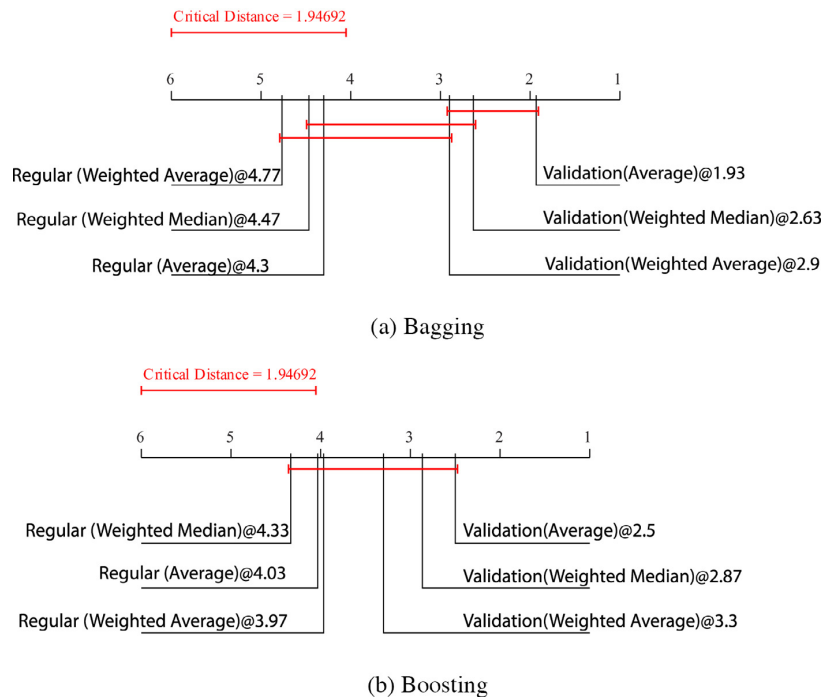 Critical Distance = 1.94692
6 5 4 3 2 1
Regular (Weighted Average)@4.77 Validation(Average)@1.93
Regular (Weighted Median)@4.47 Validation(Weighted Median)@2.63
Regular (Average)@4.3 Validation(Weighted Average)@2.9
(a) Bagging
Critical Distance = 1.94692
6 5 4 3 2 1
Regular (Weighted Median)@4.33 Validation(Average)@2.5
Regular (Average)@4.03 Validation(Weighted Median)@2.87
Regular (Weighted Average)@3.97 Validation(Weighted Average)@3.3
(b) Boosting